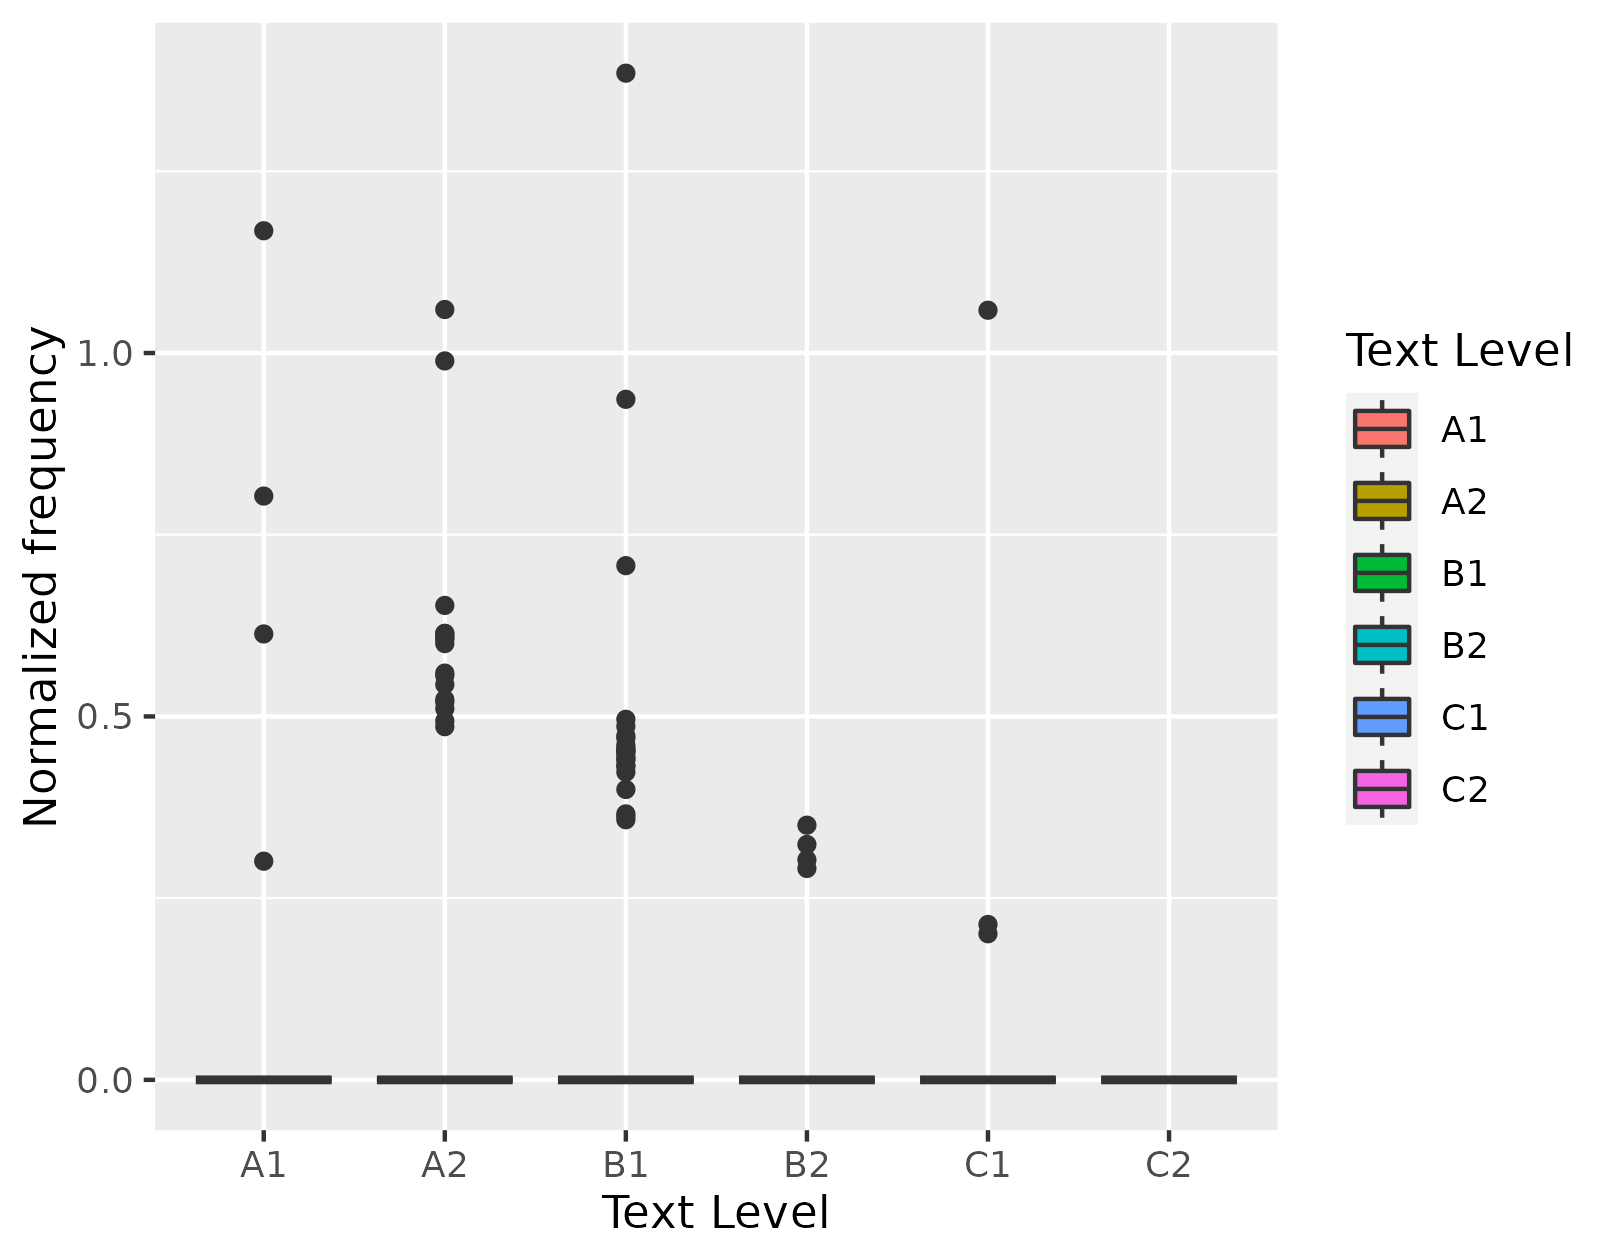 Normalized frequency
1.0
0.5
0.0
A1 A2 B1 B2 C1 C2
Text Level
Text Level
A1
A2
B1
B2
C1
C2